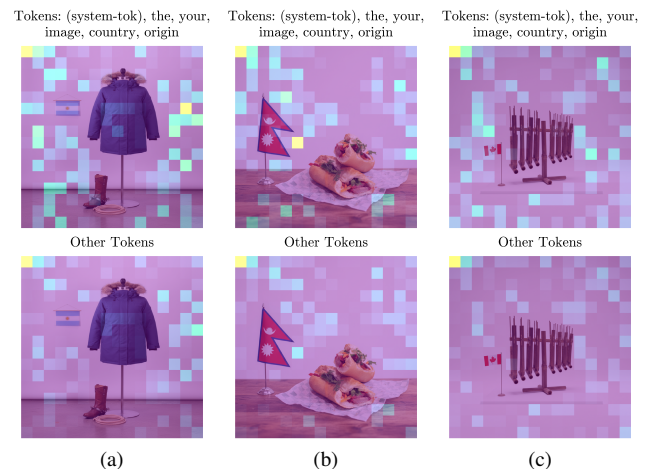 Tokens: (system-tok), the, your,
image, country, origin
Tokens: (system-tok), the, your,
image, country, origin
Tokens: (system-tok), the, your,
image, country, origin
Other Tokens
Other Tokens
Other Tokens
(a)
(b)
(c)